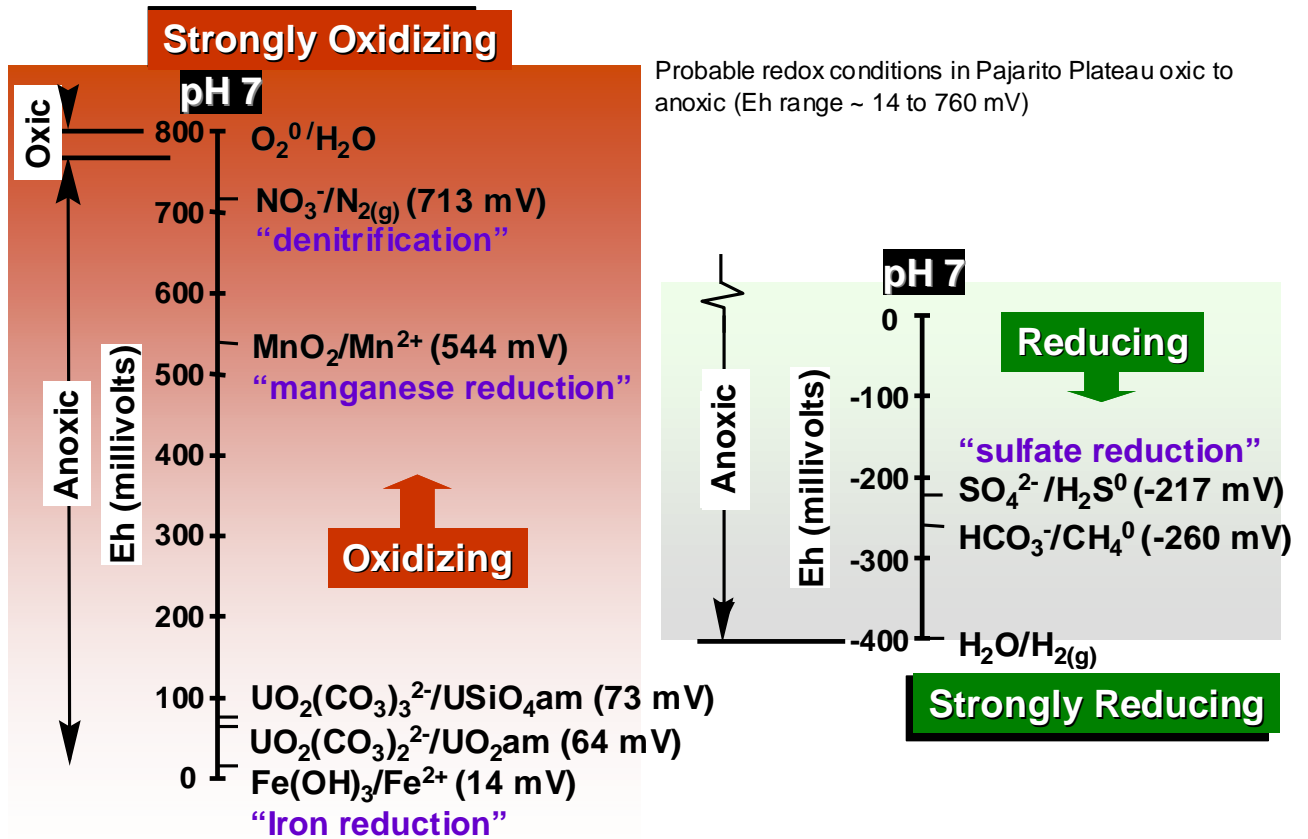 Strongly Oxidizing
Probable redox conditions in Pajarito Plateau oxic to
anoxic (Eh range ~ 14 to 760 mV)
pH 7
Oxic
Anoxic
Eh (millivolts)
800
700
600
500
400
300
200
100
0
O₂⁰/H₂O
NO₃⁻/N₂₍g₎ (713 mV)
“denitrification”
MnO₂/Mn²⁺ (544 mV)
“manganese reduction”
Oxidizing
UO₂(CO₃)₃²⁻/USiO₄am (73 mV)
UO₂(CO₃)₂²⁻/UO₂am (64 mV)
Fe(OH)₃/Fe²⁺ (14 mV)
“Iron reduction”
pH 7
Anoxic
Eh (millivolts)
0
-100
-200
-300
-400
Reducing
“sulfate reduction”
SO₄²⁻/H₂S⁰ (-217 mV)
HCO₃⁻/CH₄⁰ (-260 mV)
H₂O/H₂₍g₎
Strongly Reducing